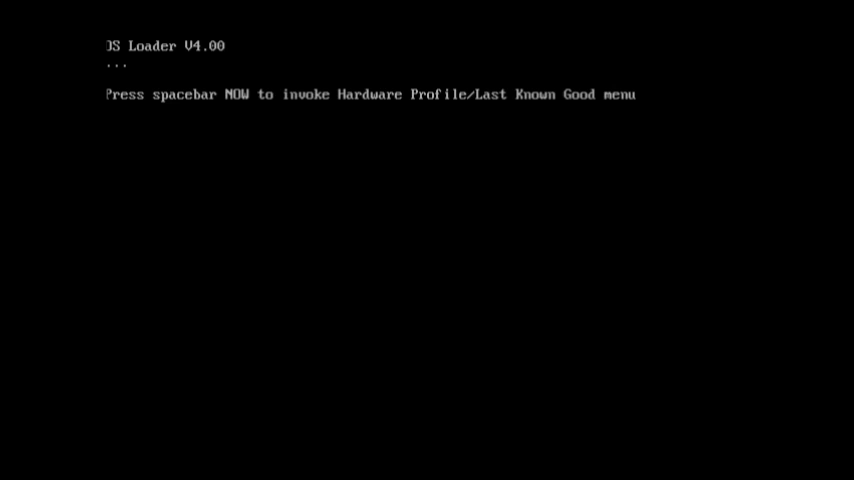 OS Loader V4.00
...
Press spacebar NOW to invoke Hardware Profile/Last Known Good menu